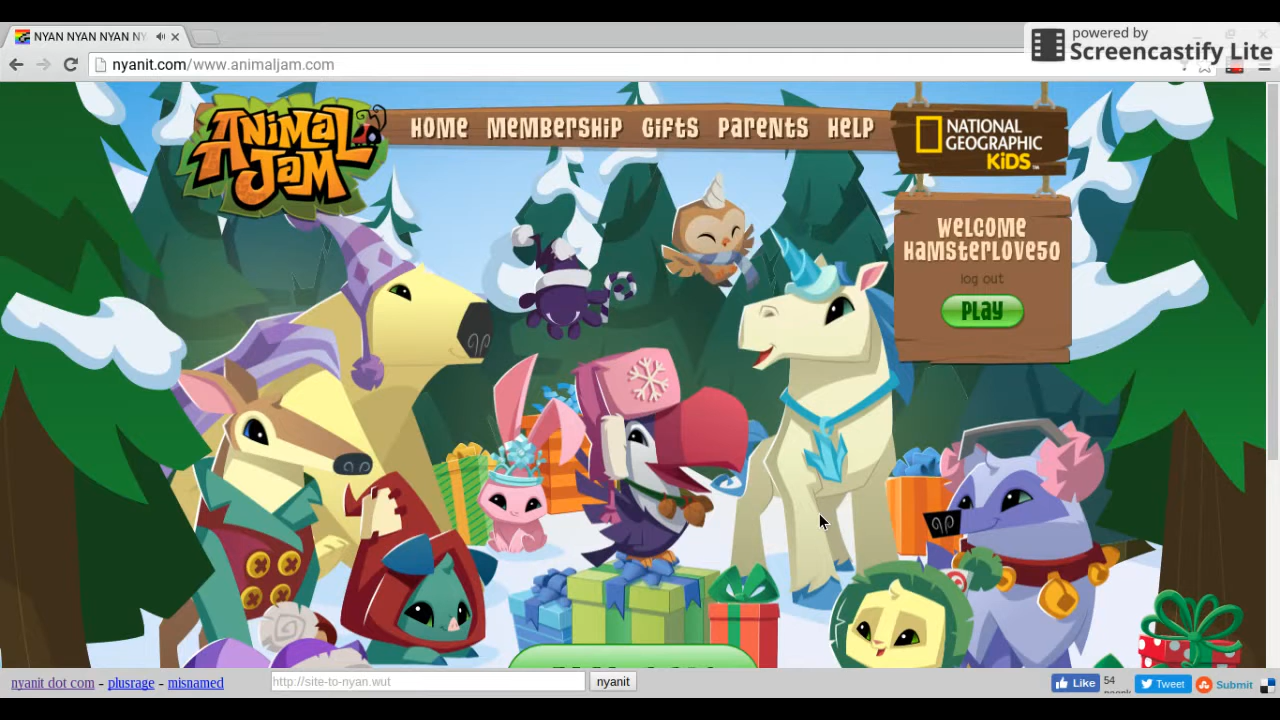 NYAN NYAN NYAN NY
powered by
Screencastify Lite
nyanit.com/www.animaljam.com
ANIMAL
JAM
HOME MEMBERSHIP GIFTS PARENTS HELP
NATIONAL
GEOGRAPHIC
KiDS
WELCOME
HAMSTERLOVE50
log out
PLAY
nyanit dot com - plusrage - misnamed
http://site-to-nyan.wut
nyanit
Like
54
Tweet
Submit